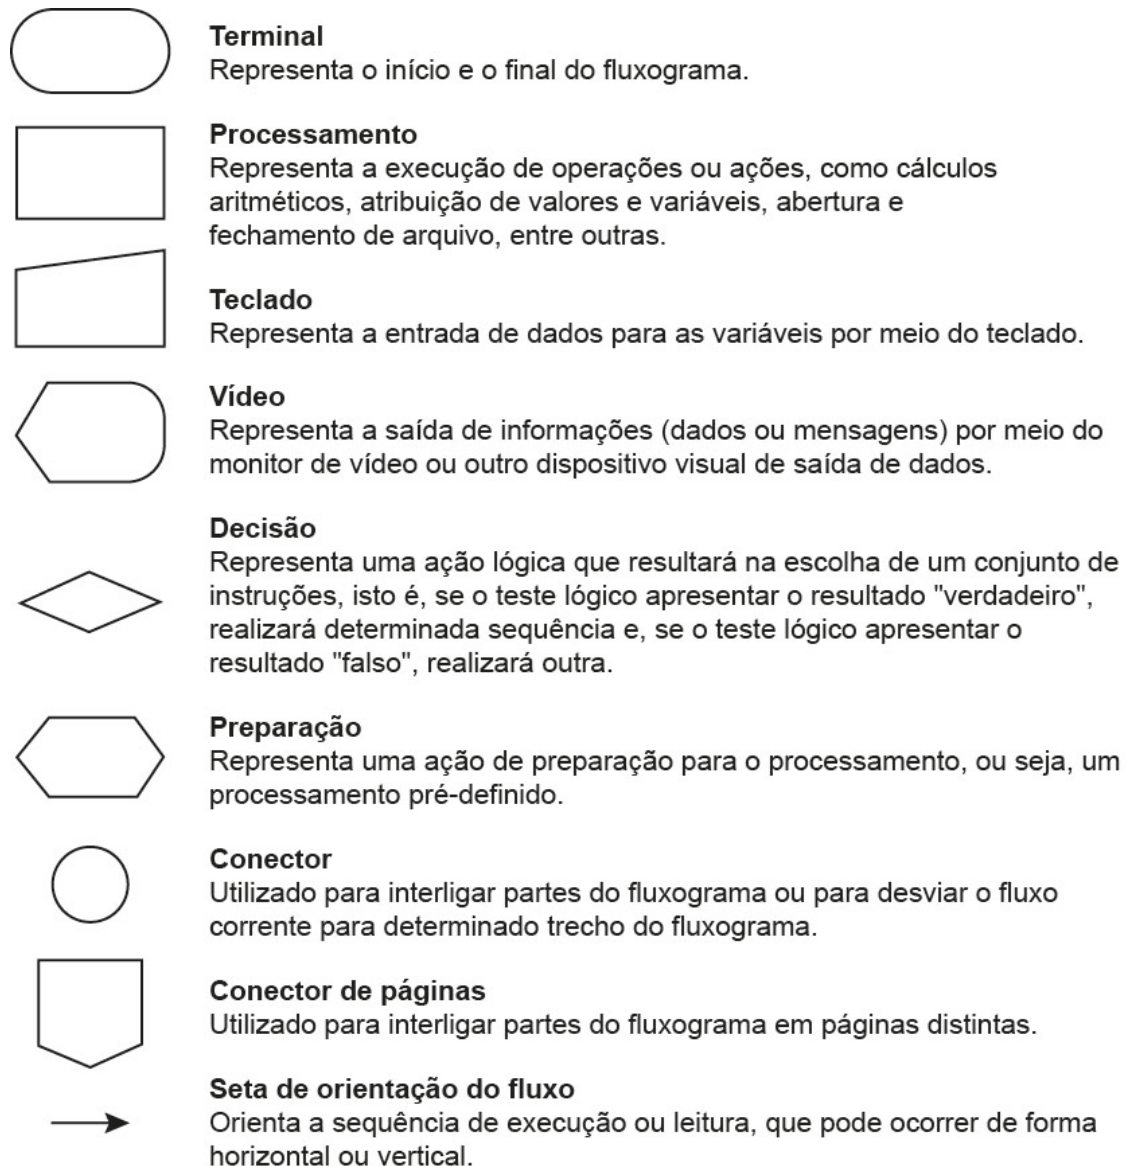 Terminal
Representa o início e o final do fluxograma.
Processamento
Representa a execução de operações ou ações, como cálculos
aritméticos, atribuição de valores e variáveis, abertura e
fechamento de arquivo, entre outras.
Teclado
Representa a entrada de dados para as variáveis por meio do teclado.
Vídeo
Representa a saída de informações (dados ou mensagens) por meio do
monitor de vídeo ou outro dispositivo visual de saída de dados.
Decisão
Representa uma ação lógica que resultará na escolha de um conjunto de
instruções, isto é, se o teste lógico apresentar o resultado "verdadeiro",
realizará determinada sequência e, se o teste lógico apresentar o
resultado "falso", realizará outra.
Preparação
Representa uma ação de preparação para o processamento, ou seja, um
processamento pré-definido.
Conector
Utilizado para interligar partes do fluxograma ou para desviar o fluxo
corrente para determinado trecho do fluxograma.
Conector de páginas
Utilizado para interligar partes do fluxograma em páginas distintas.
Seta de orientação do fluxo
Orienta a sequência de execução ou leitura, que pode ocorrer de forma
horizontal ou vertical.